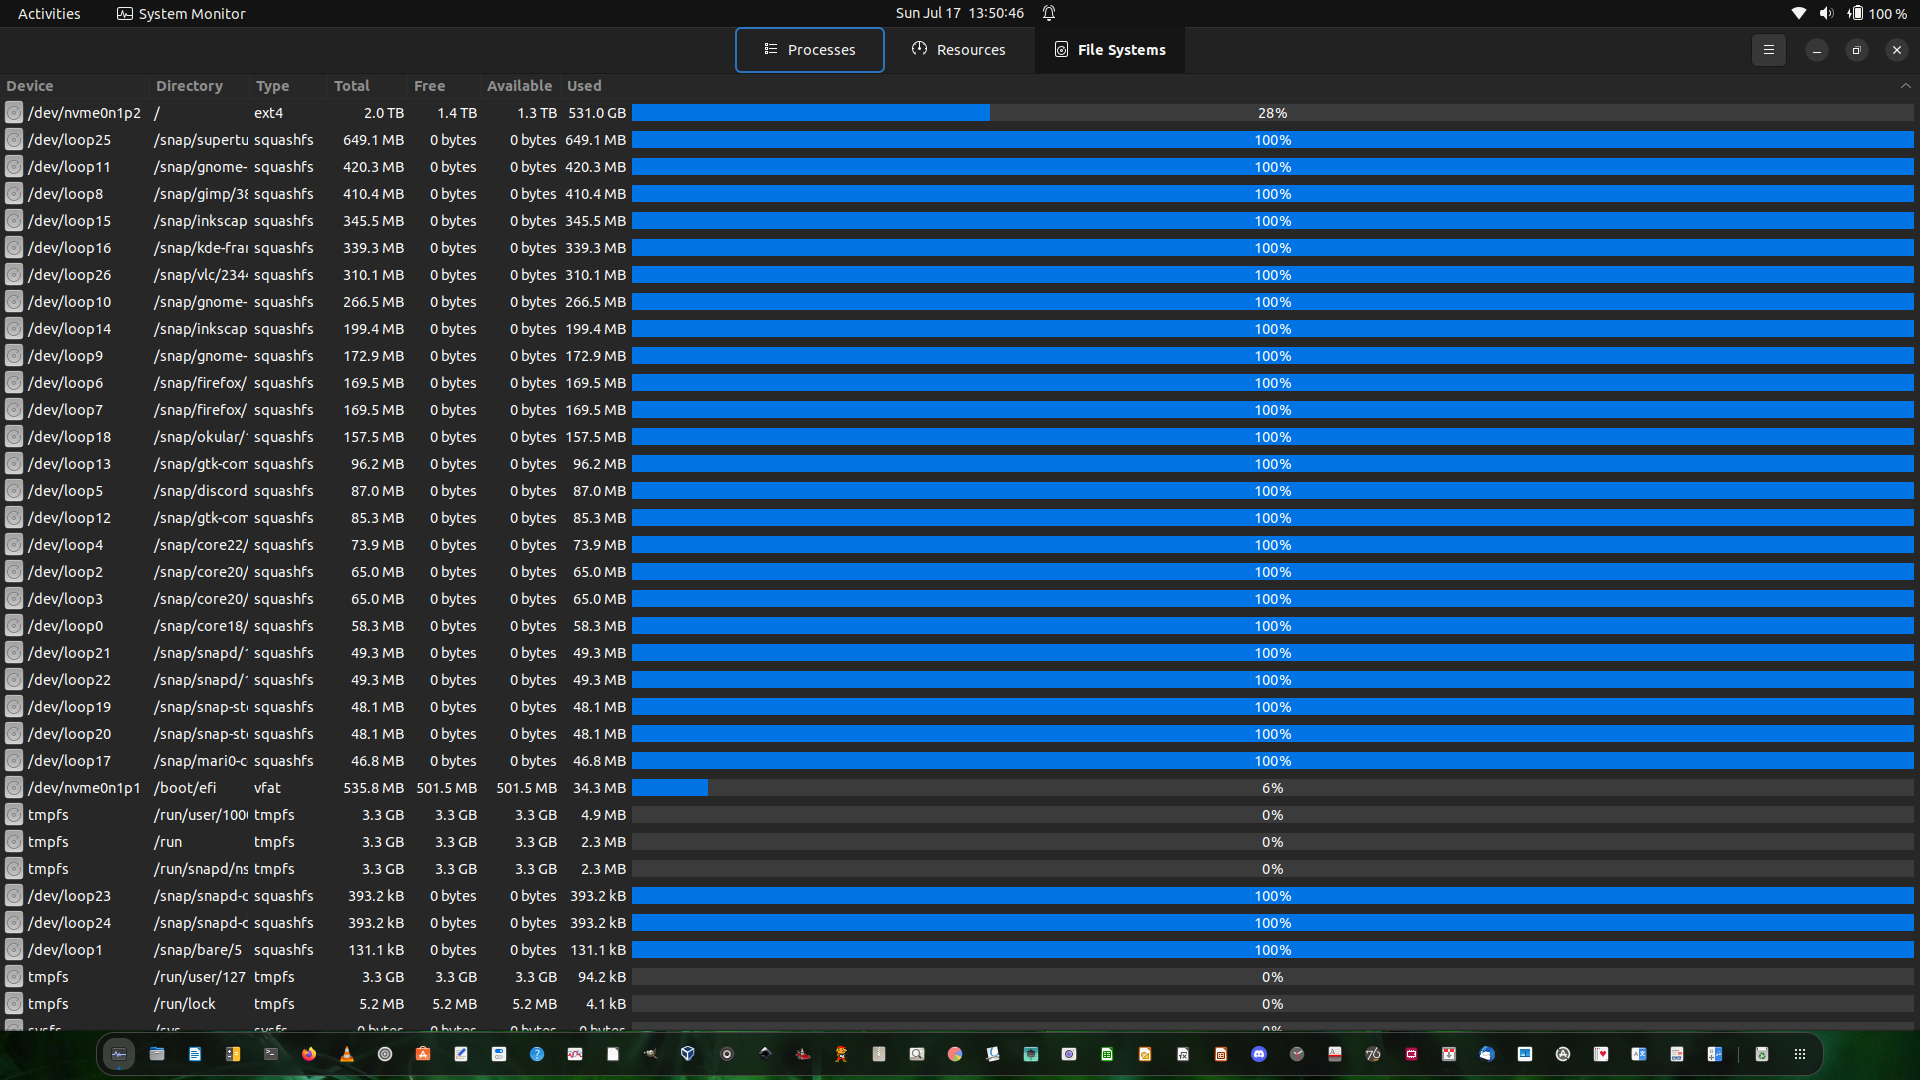 Activities System Monitor Sun Jul 17 13:50:46 100 %
Processes Resources File Systems
Device Directory Type Total Free Available Used
/dev/nvme0n1p2 / ext4 2.0 TB 1.4 TB 1.3 TB 531.0 GB 28%
/dev/loop25 /snap/supertu squashfs 649.1 MB 0 bytes 0 bytes 649.1 MB 100%
/dev/loop11 /snap/gnome- squashfs 420.3 MB 0 bytes 0 bytes 420.3 MB 100%
/dev/loop8 /snap/gimp/38 squashfs 410.4 MB 0 bytes 0 bytes 410.4 MB 100%
/dev/loop15 /snap/inkscap squashfs 345.5 MB 0 bytes 0 bytes 345.5 MB 100%
/dev/loop16 /snap/kde-fra squashfs 339.3 MB 0 bytes 0 bytes 339.3 MB 100%
/dev/loop26 /snap/vlc/2344 squashfs 310.1 MB 0 bytes 0 bytes 310.1 MB 100%
/dev/loop10 /snap/gnome- squashfs 266.5 MB 0 bytes 0 bytes 266.5 MB 100%
/dev/loop14 /snap/inkscap squashfs 199.4 MB 0 bytes 0 bytes 199.4 MB 100%
/dev/loop9 /snap/gnome- squashfs 172.9 MB 0 bytes 0 bytes 172.9 MB 100%
/dev/loop6 /snap/firefox/ squashfs 169.5 MB 0 bytes 0 bytes 169.5 MB 100%
/dev/loop7 /snap/firefox/ squashfs 169.5 MB 0 bytes 0 bytes 169.5 MB 100%
/dev/loop18 /snap/okular/ squashfs 157.5 MB 0 bytes 0 bytes 157.5 MB 100%
/dev/loop13 /snap/gtk-com squashfs 96.2 MB 0 bytes 0 bytes 96.2 MB 100%
/dev/loop5 /snap/discord squashfs 87.0 MB 0 bytes 0 bytes 87.0 MB 100%
/dev/loop12 /snap/gtk-com squashfs 85.3 MB 0 bytes 0 bytes 85.3 MB 100%
/dev/loop4 /snap/core22/ squashfs 73.9 MB 0 bytes 0 bytes 73.9 MB 100%
/dev/loop2 /snap/core20/ squashfs 65.0 MB 0 bytes 0 bytes 65.0 MB 100%
/dev/loop3 /snap/core20/ squashfs 65.0 MB 0 bytes 0 bytes 65.0 MB 100%
/dev/loop0 /snap/core18/ squashfs 58.3 MB 0 bytes 0 bytes 58.3 MB 100%
/dev/loop21 /snap/snapd/ squashfs 49.3 MB 0 bytes 0 bytes 49.3 MB 100%
/dev/loop22 /snap/snapd/ squashfs 49.3 MB 0 bytes 0 bytes 49.3 MB 100%
/dev/loop19 /snap/snap-st squashfs 48.1 MB 0 bytes 0 bytes 48.1 MB 100%
/dev/loop20 /snap/snap-st squashfs 48.1 MB 0 bytes 0 bytes 48.1 MB 100%
/dev/loop17 /snap/mari0-c squashfs 46.8 MB 0 bytes 0 bytes 46.8 MB 100%
/dev/nvme0n1p1 /boot/efi vfat 535.8 MB 501.5 MB 501.5 MB 34.3 MB 6%
tmpfs /run/user/100 tmpfs 3.3 GB 3.3 GB 3.3 GB 4.9 MB 0%
tmpfs /run tmpfs 3.3 GB 3.3 GB 3.3 GB 2.3 MB 0%
tmpfs /run/snapd/ns tmpfs 3.3 GB 3.3 GB 3.3 GB 2.3 MB 0%
/dev/loop23 /snap/snapd-c squashfs 393.2 kB 0 bytes 0 bytes 393.2 kB 100%
/dev/loop24 /snap/snapd-c squashfs 393.2 kB 0 bytes 0 bytes 393.2 kB 100%
/dev/loop1 /snap/bare/5 squashfs 131.1 kB 0 bytes 0 bytes 131.1 kB 100%
tmpfs /run/user/127 tmpfs 3.3 GB 3.3 GB 3.3 GB 94.2 kB 0%
tmpfs /run/lock tmpfs 5.2 MB 5.2 MB 5.2 MB 4.1 kB 0%
sysfs /sys sysfs 0 bytes 0 bytes 0 bytes 0 bytes 0%